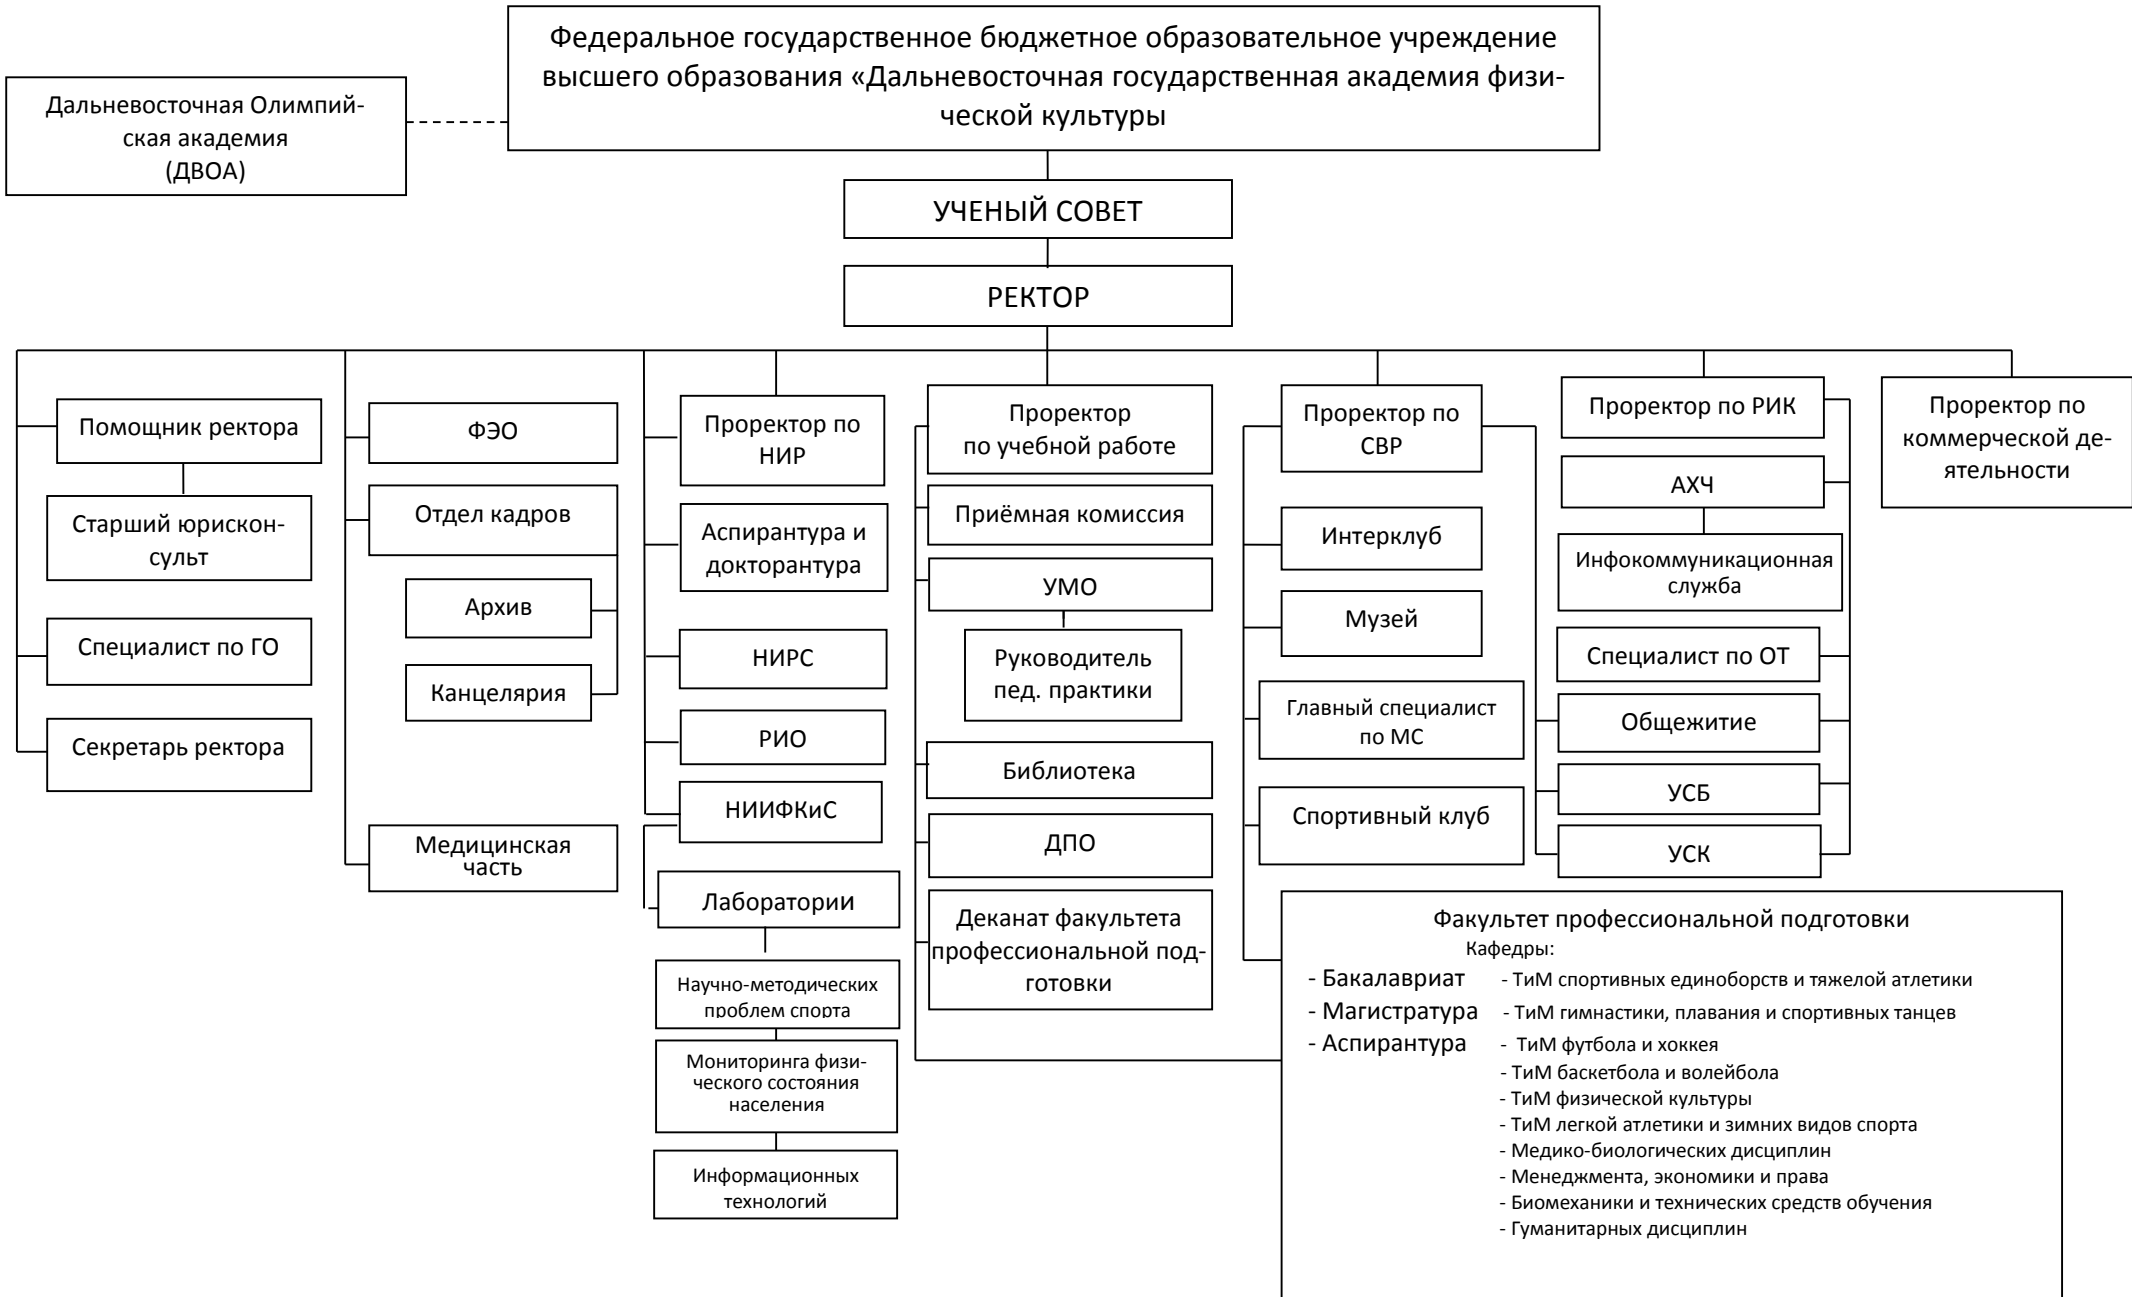 Федеральное государственное бюджетное образовательное учреждение
высшего образования «Дальневосточная государственная академия физи-
ческой культуры
Дальневосточная Олимпий-
ская академия
(ДВОА)
УЧЕНЫЙ СОВЕТ
РЕКТОР
Помощник ректора
Старший юрискон-
сульт
Специалист по ГО
Секретарь ректора
ФЭО
Отдел кадров
Архив
Канцелярия
Медицинская
часть
Проректор по
НИР
Аспирантура и
докторантура
НИРС
РИО
НИИФКиС
Лаборатории
Научно-методических
проблем спорта
Мониторинга физи-
ческого состояния
населения
Информационных
технологий
Проректор
по учебной работе
Приёмная комиссия
УМО
Руководитель
пед. практики
Библиотека
ДПО
Деканат факультета
профессиональной под-
готовки
Проректор по
СВР
Интерклуб
Музей
Главный специалист
по МС
Спортивный клуб
Проректор по РИК
АХЧ
Инфокоммуникационная
служба
Специалист по ОТ
Общежитие
УСБ
УСК
Проректор по
коммерческой де-
ятельности
Факультет профессиональной подготовки
Кафедры:
- Бакалавриат - ТиМ спортивных единоборств и тяжелой атлетики
- Магистратура - ТиМ гимнастики, плавания и спортивных танцев
- Аспирантура - ТиМ футбола и хоккея
- ТиМ баскетбола и волейбола
- ТиМ физической культуры
- ТиМ легкой атлетики и зимних видов спорта
- Медико-биологических дисциплин
- Менеджмента, экономики и права
- Биомеханики и технических средств обучения
- Гуманитарных дисциплин